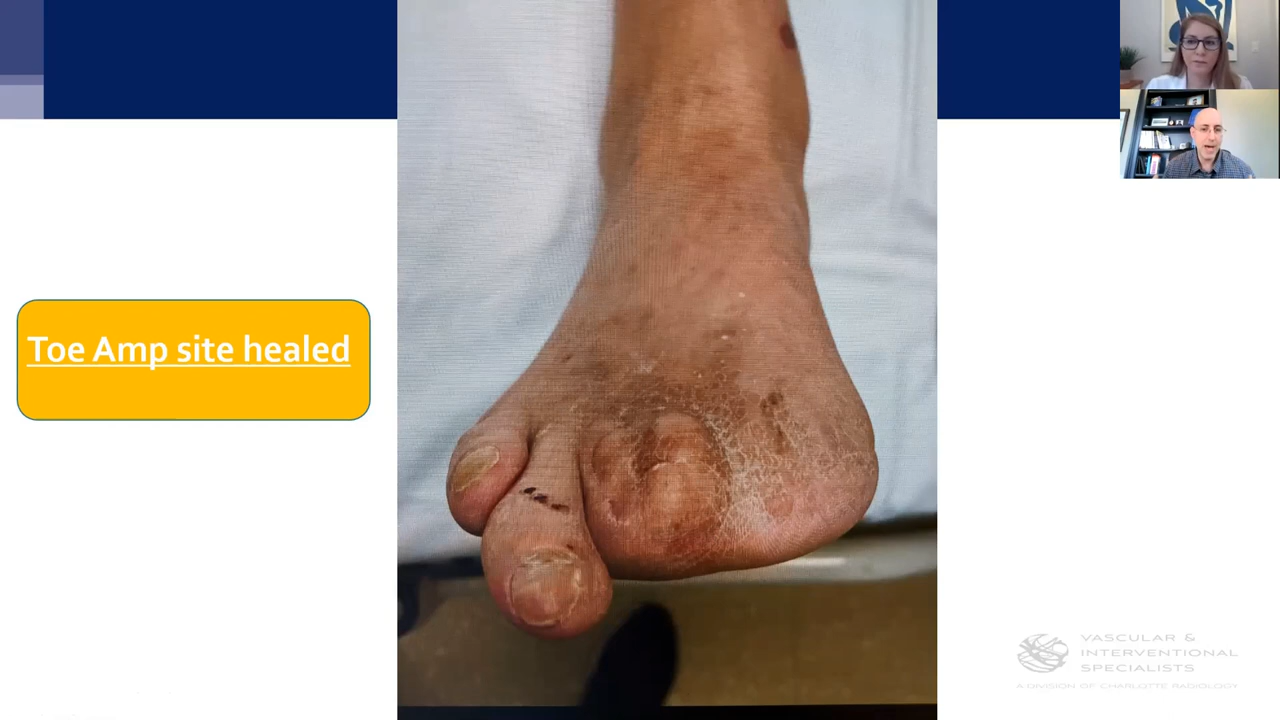 Toe Amp site healed
VASCULAR &
INTERVENTIONAL
SPECIALISTS
A DIVISION OF CHARLOTTE RADIOLOGY